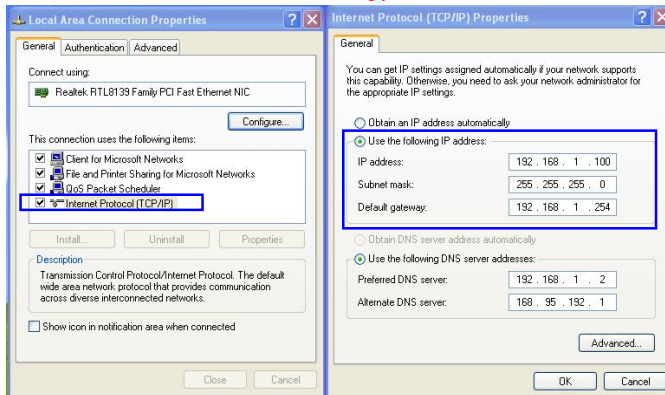 Local Area Connection Properties
General Authentication Advanced
Connect using:
Realtek RTL8139 Family PCI Fast Ethernet NIC
Configure...
This connection uses the following items:
Client for Microsoft Networks
File and Printer Sharing for Microsoft Networks
QoS Packet Scheduler
Internet Protocol (TCP/IP)
Install... Uninstall Properties
Description
Transmission Control Protocol/Internet Protocol. The default
wide area network protocol that provides communication
across diverse interconnected networks.
Show icon in notification area when connected
Close Cancel
Internet Protocol (TCP/IP) Properties
General
You can get IP settings assigned automatically if your network supports
this capability. Otherwise, you need to ask your network administrator for
the appropriate IP settings.
Obtain an IP address automatically
Use the following IP address:
IP address: 192 . 168 . 1 . 100
Subnet mask: 255 . 255 . 255 . 0
Default gateway: 192 . 168 . 1 . 254
Obtain DNS server address automatically
Use the following DNS server addresses:
Preferred DNS server: 192 . 168 . 1 . 2
Alternate DNS server: 168 . 95 . 192 . 1
Advanced...
OK Cancel